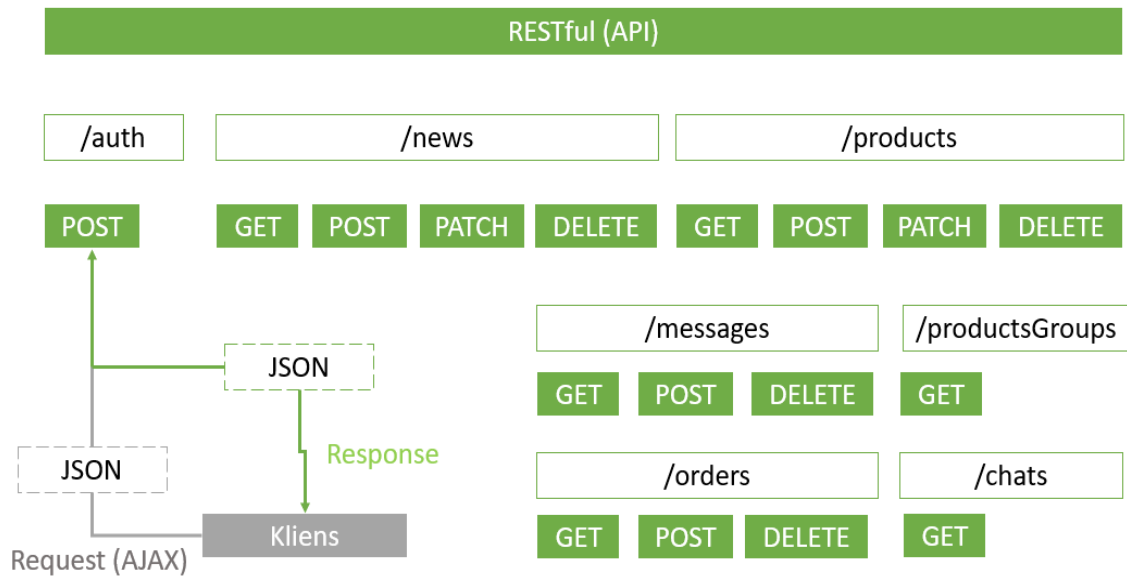 RESTful (API)
/auth
/news
/products
POST
GET
POST
PATCH
DELETE
GET
POST
PATCH
DELETE
/messages
/productsGroups
JSON
GET
POST
DELETE
GET
Response
JSON
/orders
/chats
Kliens
GET
POST
DELETE
GET
Request (AJAX)